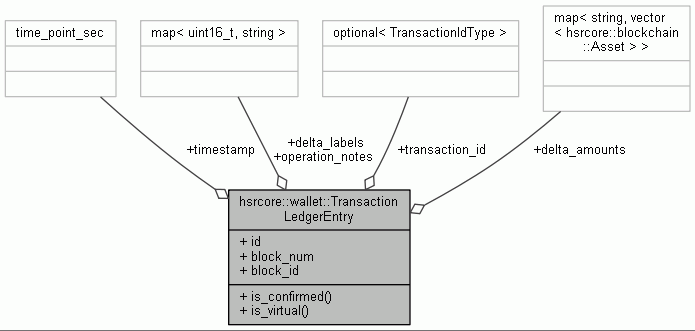 time_point_sec
map< uint16_t, string >
optional< TransactionIdType >
map< string, vector
< hsrcore::blockchain
::Asset > >
+timestamp
+delta_labels
+operation_notes
+transaction_id
+delta_amounts
hsrcore::wallet::Transaction
LedgerEntry
+ id
+ block_num
+ block_id
+ is_confirmed()
+ is_virtual()